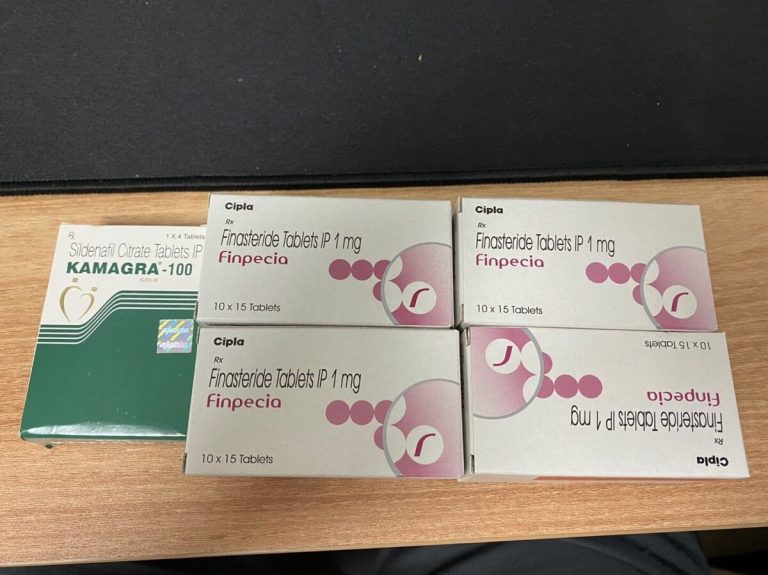 Rx
1 X 4 Tablets
Sildenafil Citrate Tablets IP
KAMAGRA®-100
GOLD
Cipla
Rx
Finasteride Tablets IP 1 mg
Finpecia
10 x 15 Tablets
Cipla
Rx
Finasteride Tablets IP 1 mg
Finpecia
10 x 15 Tablets
Cipla
Rx
Finasteride Tablets IP 1 mg
Finpecia
10 x 15 Tablets
Cipla
Rx
Finasteride Tablets IP 1 mg
Finpecia
10 x 15 Tablets